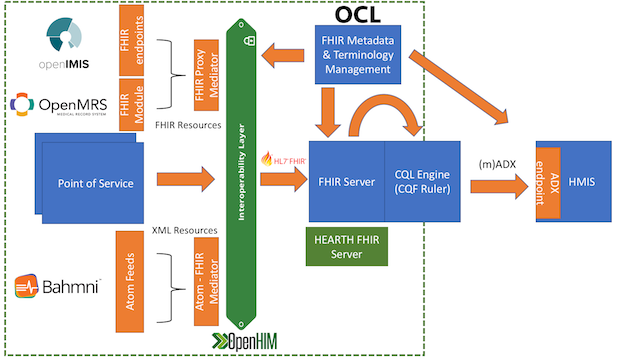 OCL
FHIR
endpoints
openIMIS
FHIR Proxy
Mediator
FHIR Metadata
& Terminology
Management
OpenMRS
MEDICAL RECORD SYSTEM
FHIR
Module
FHIR Resources
Interoperability Layer
HL7 FHIR
Point of Service
FHIR Server
CQL Engine
(CQF Ruler)
(m)ADX
ADX
endpoint
HMIS
XML Resources
HEARTH FHIR
Server
Atom Feeds
Atom - FHIR
Mediator
Bahmni
OpenHIM